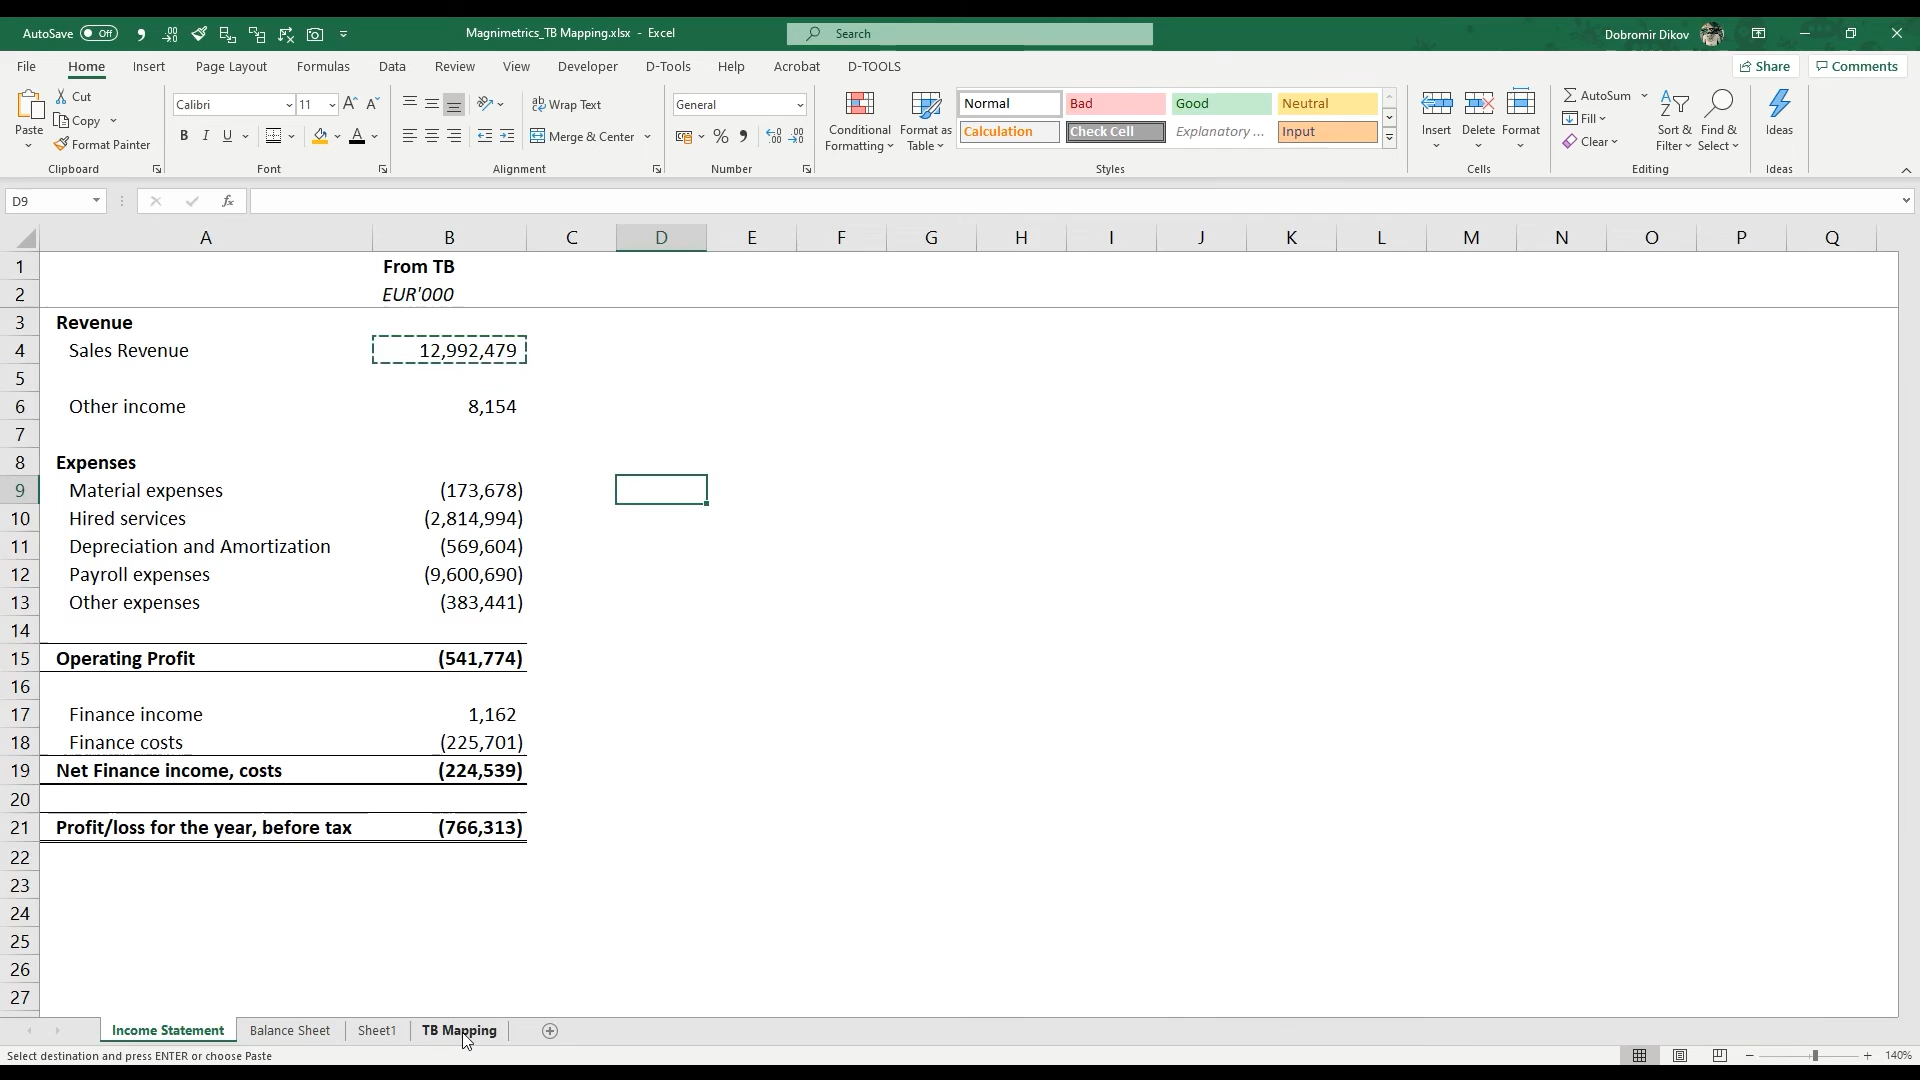 AutoSave Off
Magnimetrics_TB Mapping.xlsx - Excel
Search
Dobromir Dikov
File Home Insert Page Layout Formulas Data Review View Developer D-Tools Help Acrobat D-TOOLS Share Comments
Cut
Copy
Format Painter
Paste
Clipboard
Calibri 11
Font
Wrap Text
Merge & Center
Alignment
General
Number
Conditional Formatting
Format as Table
Normal Bad Good Neutral
Calculation Check Cell Explanatory ... Input
Styles
Insert Delete Format
Cells
AutoSum
Fill
Clear
Sort & Filter
Find & Select
Editing
Ideas
Ideas
D9 fx
A B C D E F G H I J K L M N O P Q
1 From TB
2 EUR'000
3 Revenue
4 Sales Revenue 12,992,479
5
6 Other income 8,154
7
8 Expenses
9 Material expenses (173,678)
10 Hired services (2,814,994)
11 Depreciation and Amortization (569,604)
12 Payroll expenses (9,600,690)
13 Other expenses (383,441)
14
15 Operating Profit (541,774)
16
17 Finance income 1,162
18 Finance costs (225,701)
19 Net Finance income, costs (224,539)
20
21 Profit/loss for the year, before tax (766,313)
22
23
24
25
26
27
Income Statement Balance Sheet Sheet1 TB Mapping
Select destination and press ENTER or choose Paste 140%